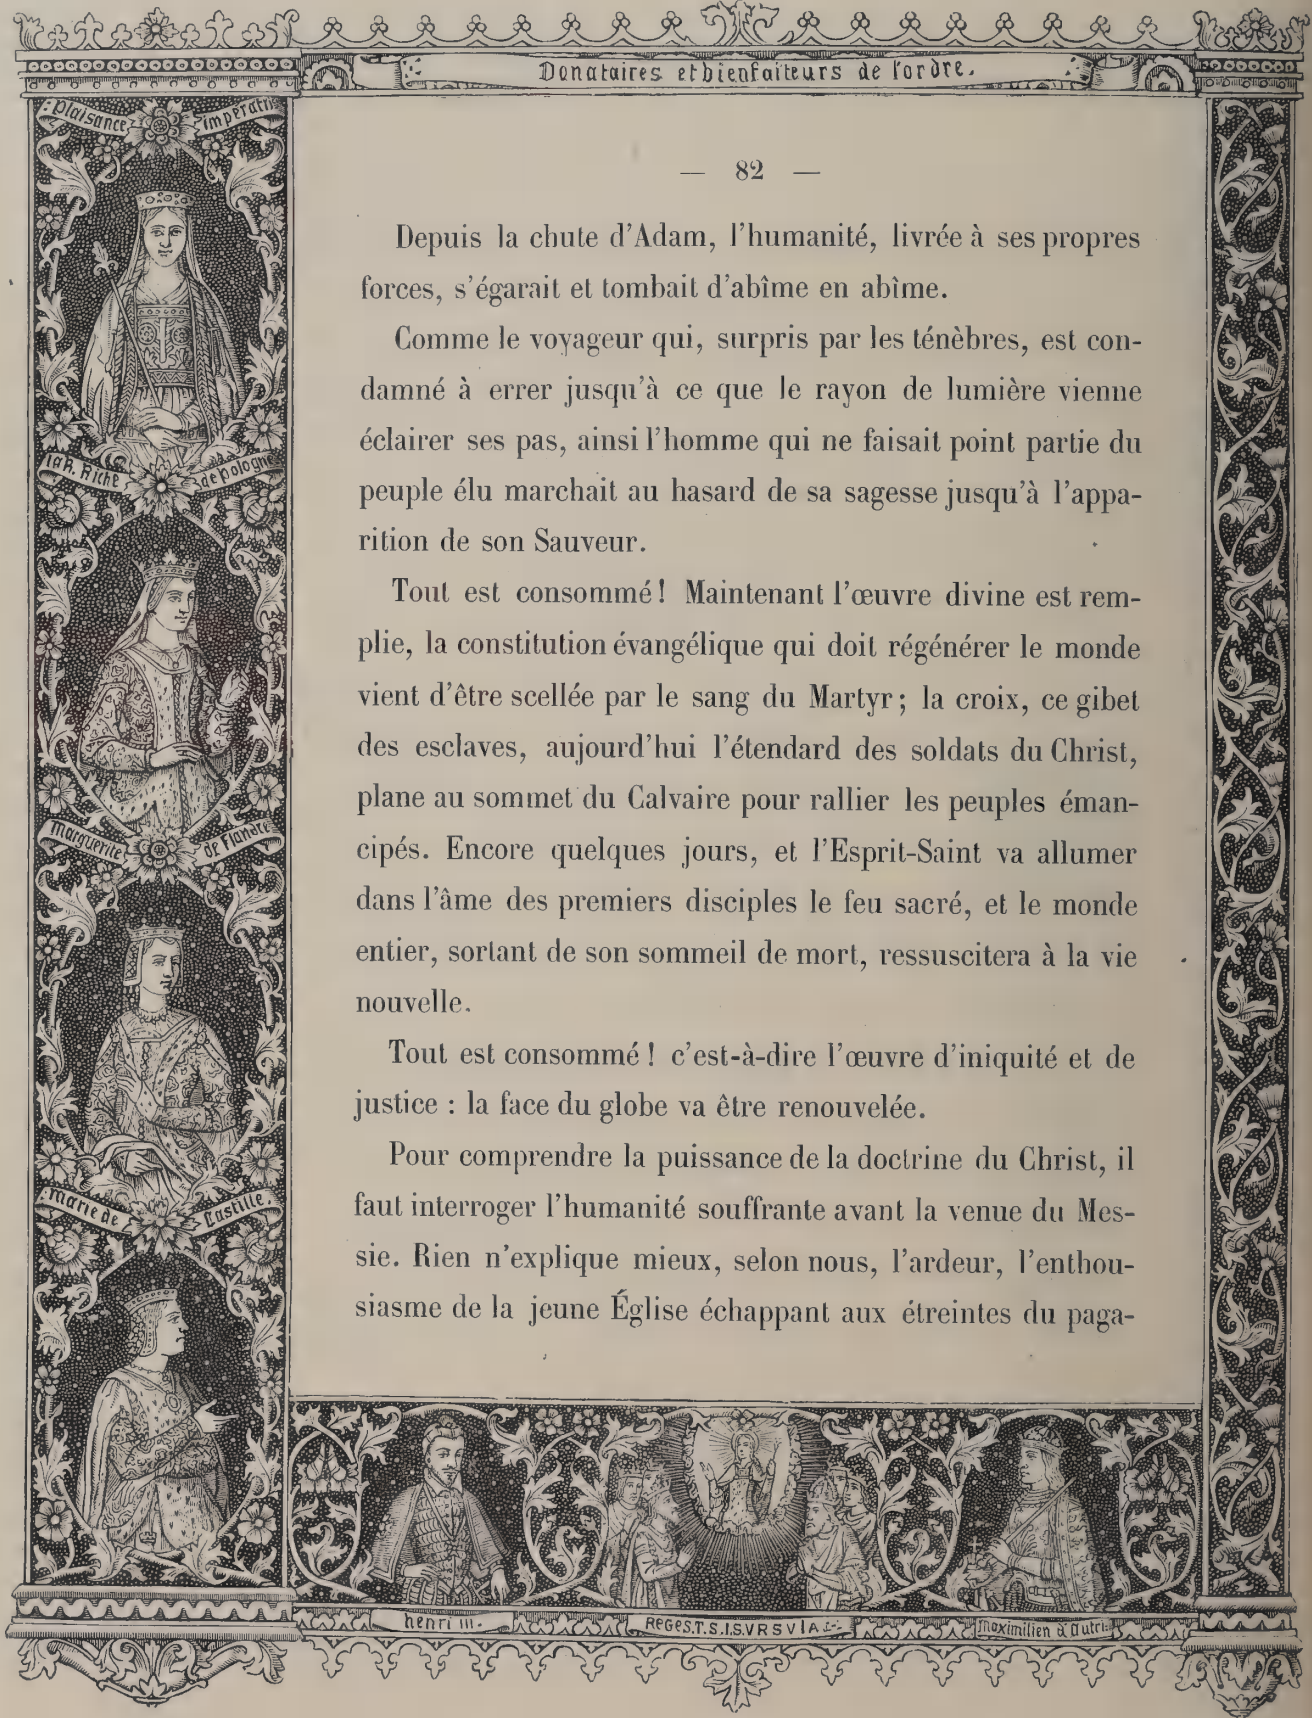 Donataires et bienfaiteurs de l'ordre.
Plaisance impératri
— 82 —
Depuis la chute d'Adam, l'humanité, livrée à ses propres
forces, s'égarait et tombait d'abîme en abîme.
Comme le voyageur qui, surpris par les ténèbres, est con-
damné à errer jusqu'à ce que le rayon de lumière vienne
éclairer ses pas, ainsi l'homme qui ne faisait point partie du
peuple élu marchait au hasard de sa sagesse jusqu'à l'appa-
rition de son Sauveur.
Tout est consommé! Maintenant l'œuvre divine est rem-
plie, la constitution évangélique qui doit régénérer le monde
vient d'être scellée par le sang du Martyr; la croix, ce gibet
des esclaves, aujourd'hui l'étendard des soldats du Christ,
plane au sommet du Calvaire pour rallier les peuples éman-
cipés. Encore quelques jours, et l'Esprit-Saint va allumer
dans l'âme des premiers disciples le feu sacré, et le monde
entier, sortant de son sommeil de mort, ressuscitera à la vie
nouvelle.
Tout est consommé! c'est-à-dire l'œuvre d'iniquité et de
justice : la face du globe va être renouvelée.
Pour comprendre la puissance de la doctrine du Christ, il
faut interroger l'humanité souffrante avant la venue du Mes-
sie. Rien n'explique mieux, selon nous, l'ardeur, l'enthou-
siasme de la jeune Église échappant aux étreintes du paga-
la R. Riche de Pologne
Marguerite de Flandre
Marie de Castille.
henri III.
REGES.T.S.I.S.VRSVLA
Maximilien d'Autri